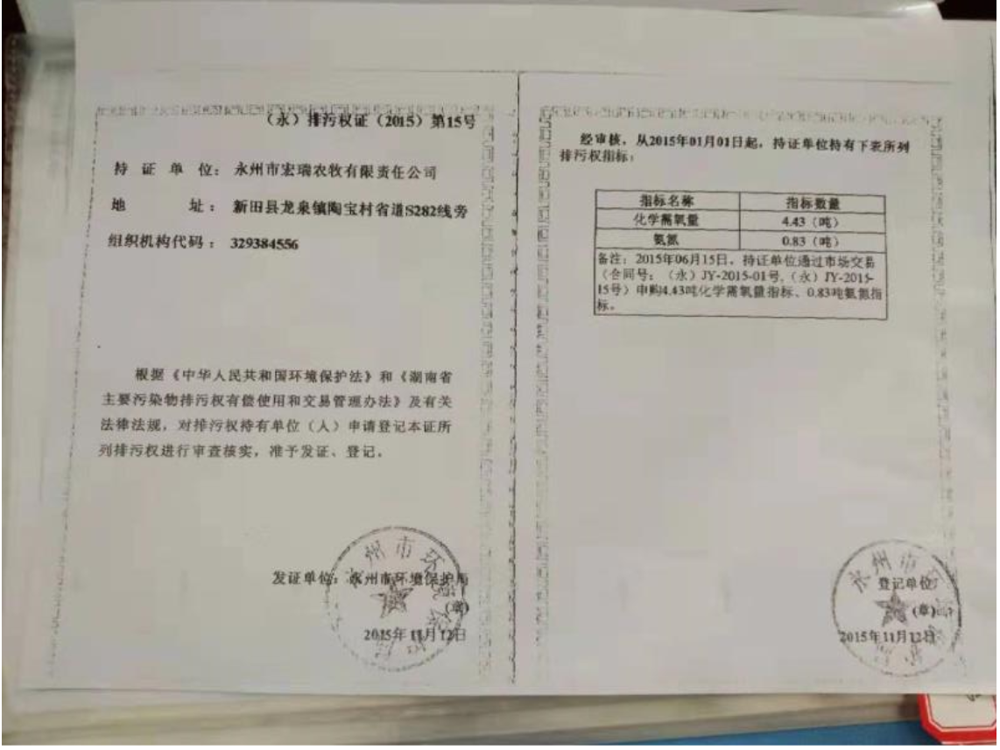 （永）排污权证（2015）第15号
持 证 单 位：永州市宏瑞农牧有限责任公司
地 址：新田县龙泉镇陶宝村省道S282线旁
组织机构代码：329384556
根据《中华人民共和国环境保护法》和《湖南省
主要污染物排污权有偿使用和交易管理办法》及有关
法律法规，对排污权持有单位（人）申请登记本证所
列排污权进行审查核实，准予发证、登记。
发证单位：永州市环境保护局
（章）
2015年11月12日
经审核，从2015年01月01日起，持证单位持有下表所列
排污权指标：
指标名称 指标数量
化学需氧量 4.43（吨）
氨氮 0.83（吨）
备注：2015年06月15日，持证单位通过市场交易
（合同号：（永）JY-2015-01号,（永）JY-2015-
15号）申购4.43吨化学需氧量指标、0.83吨氨氮指
标。
登记单位
（章）
2015年11月12日